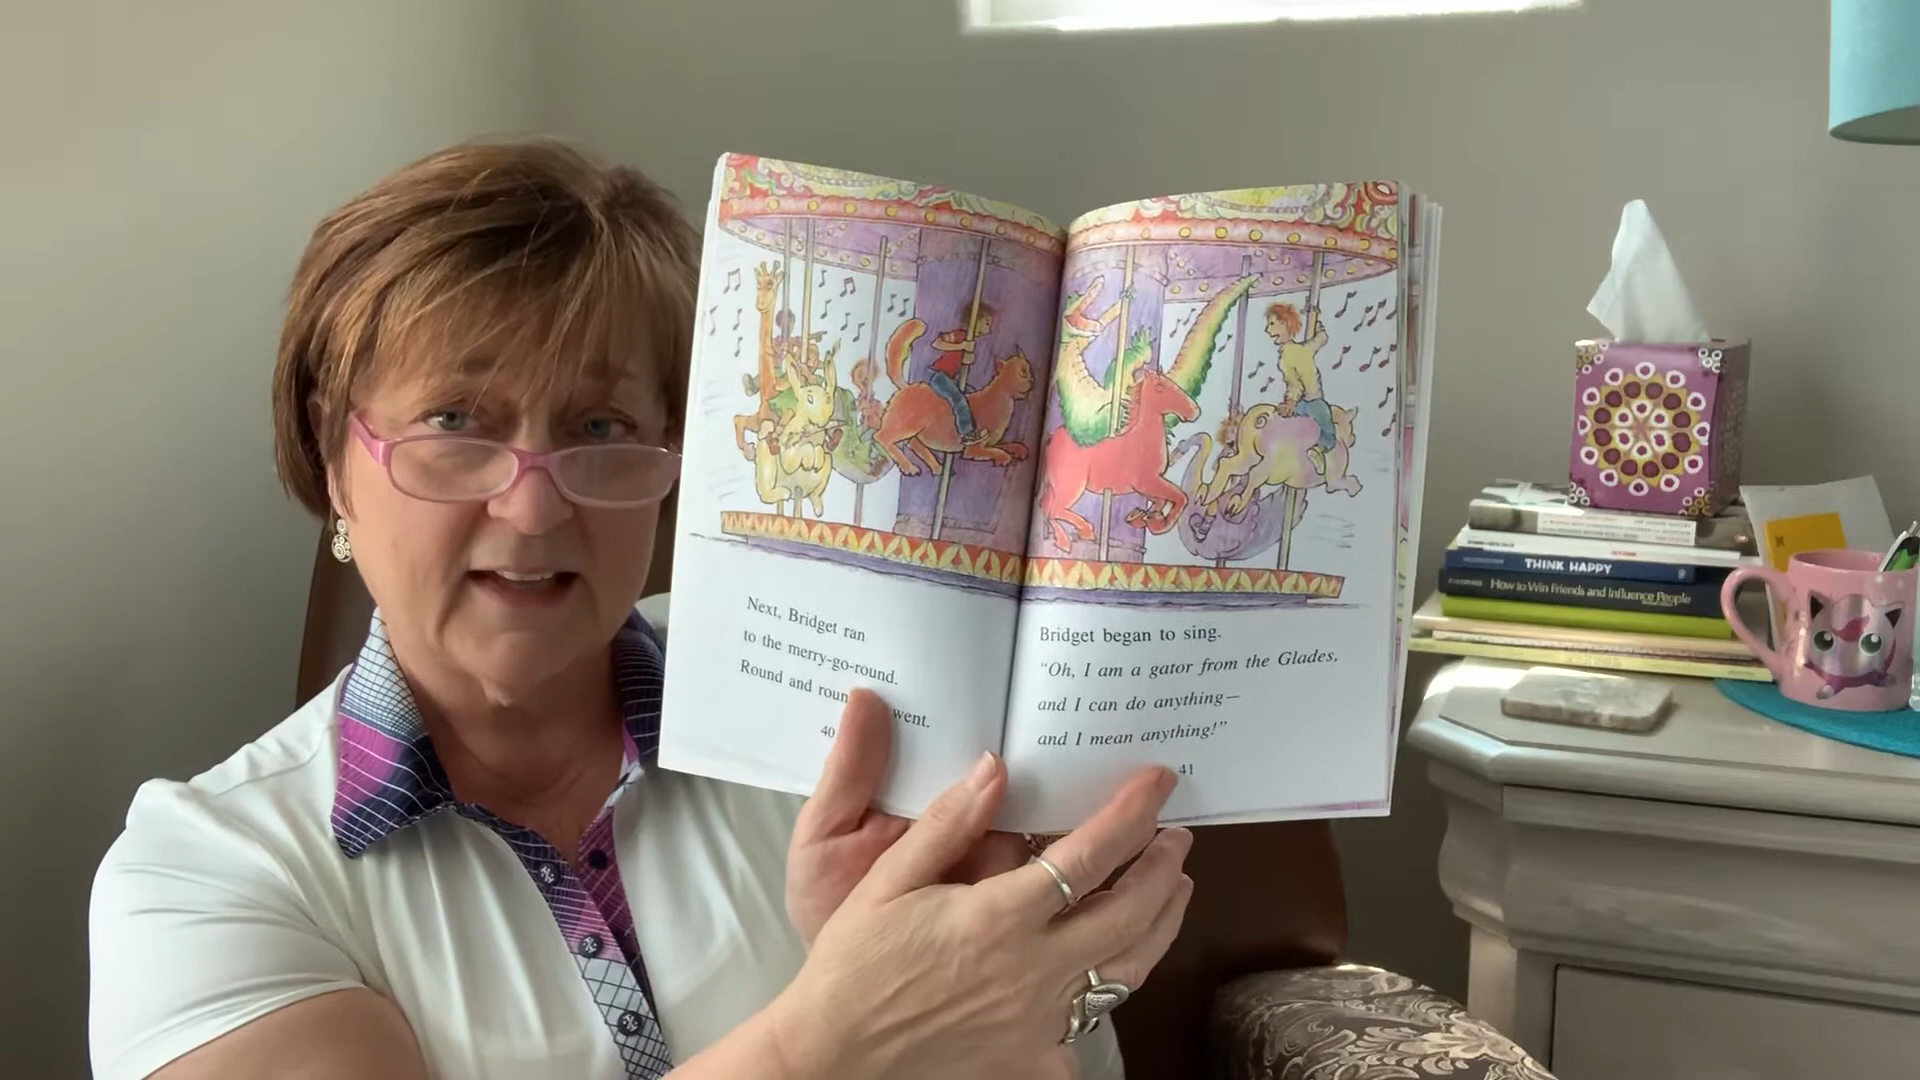 Next, Bridget ran
to the merry-go-round.
Round and roun went.
40
Bridget began to sing.
"Oh, I am a gator from the Glades,
and I can do anything—
and I mean anything!"
41
THINK HAPPY
How to Win Friends and Influence People